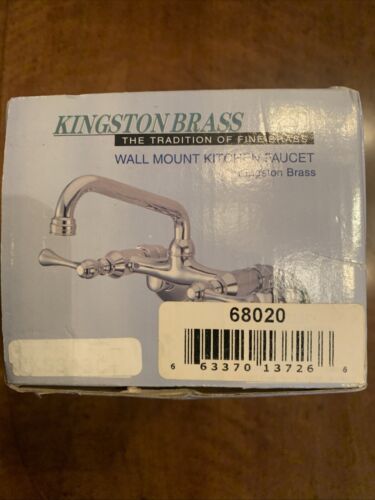 KINGSTON BRASS
THE TRADITION OF FINE BRASS
WALL MOUNT KITCHEN FAUCET
Kingston Brass
68020
6 63370 13726 6